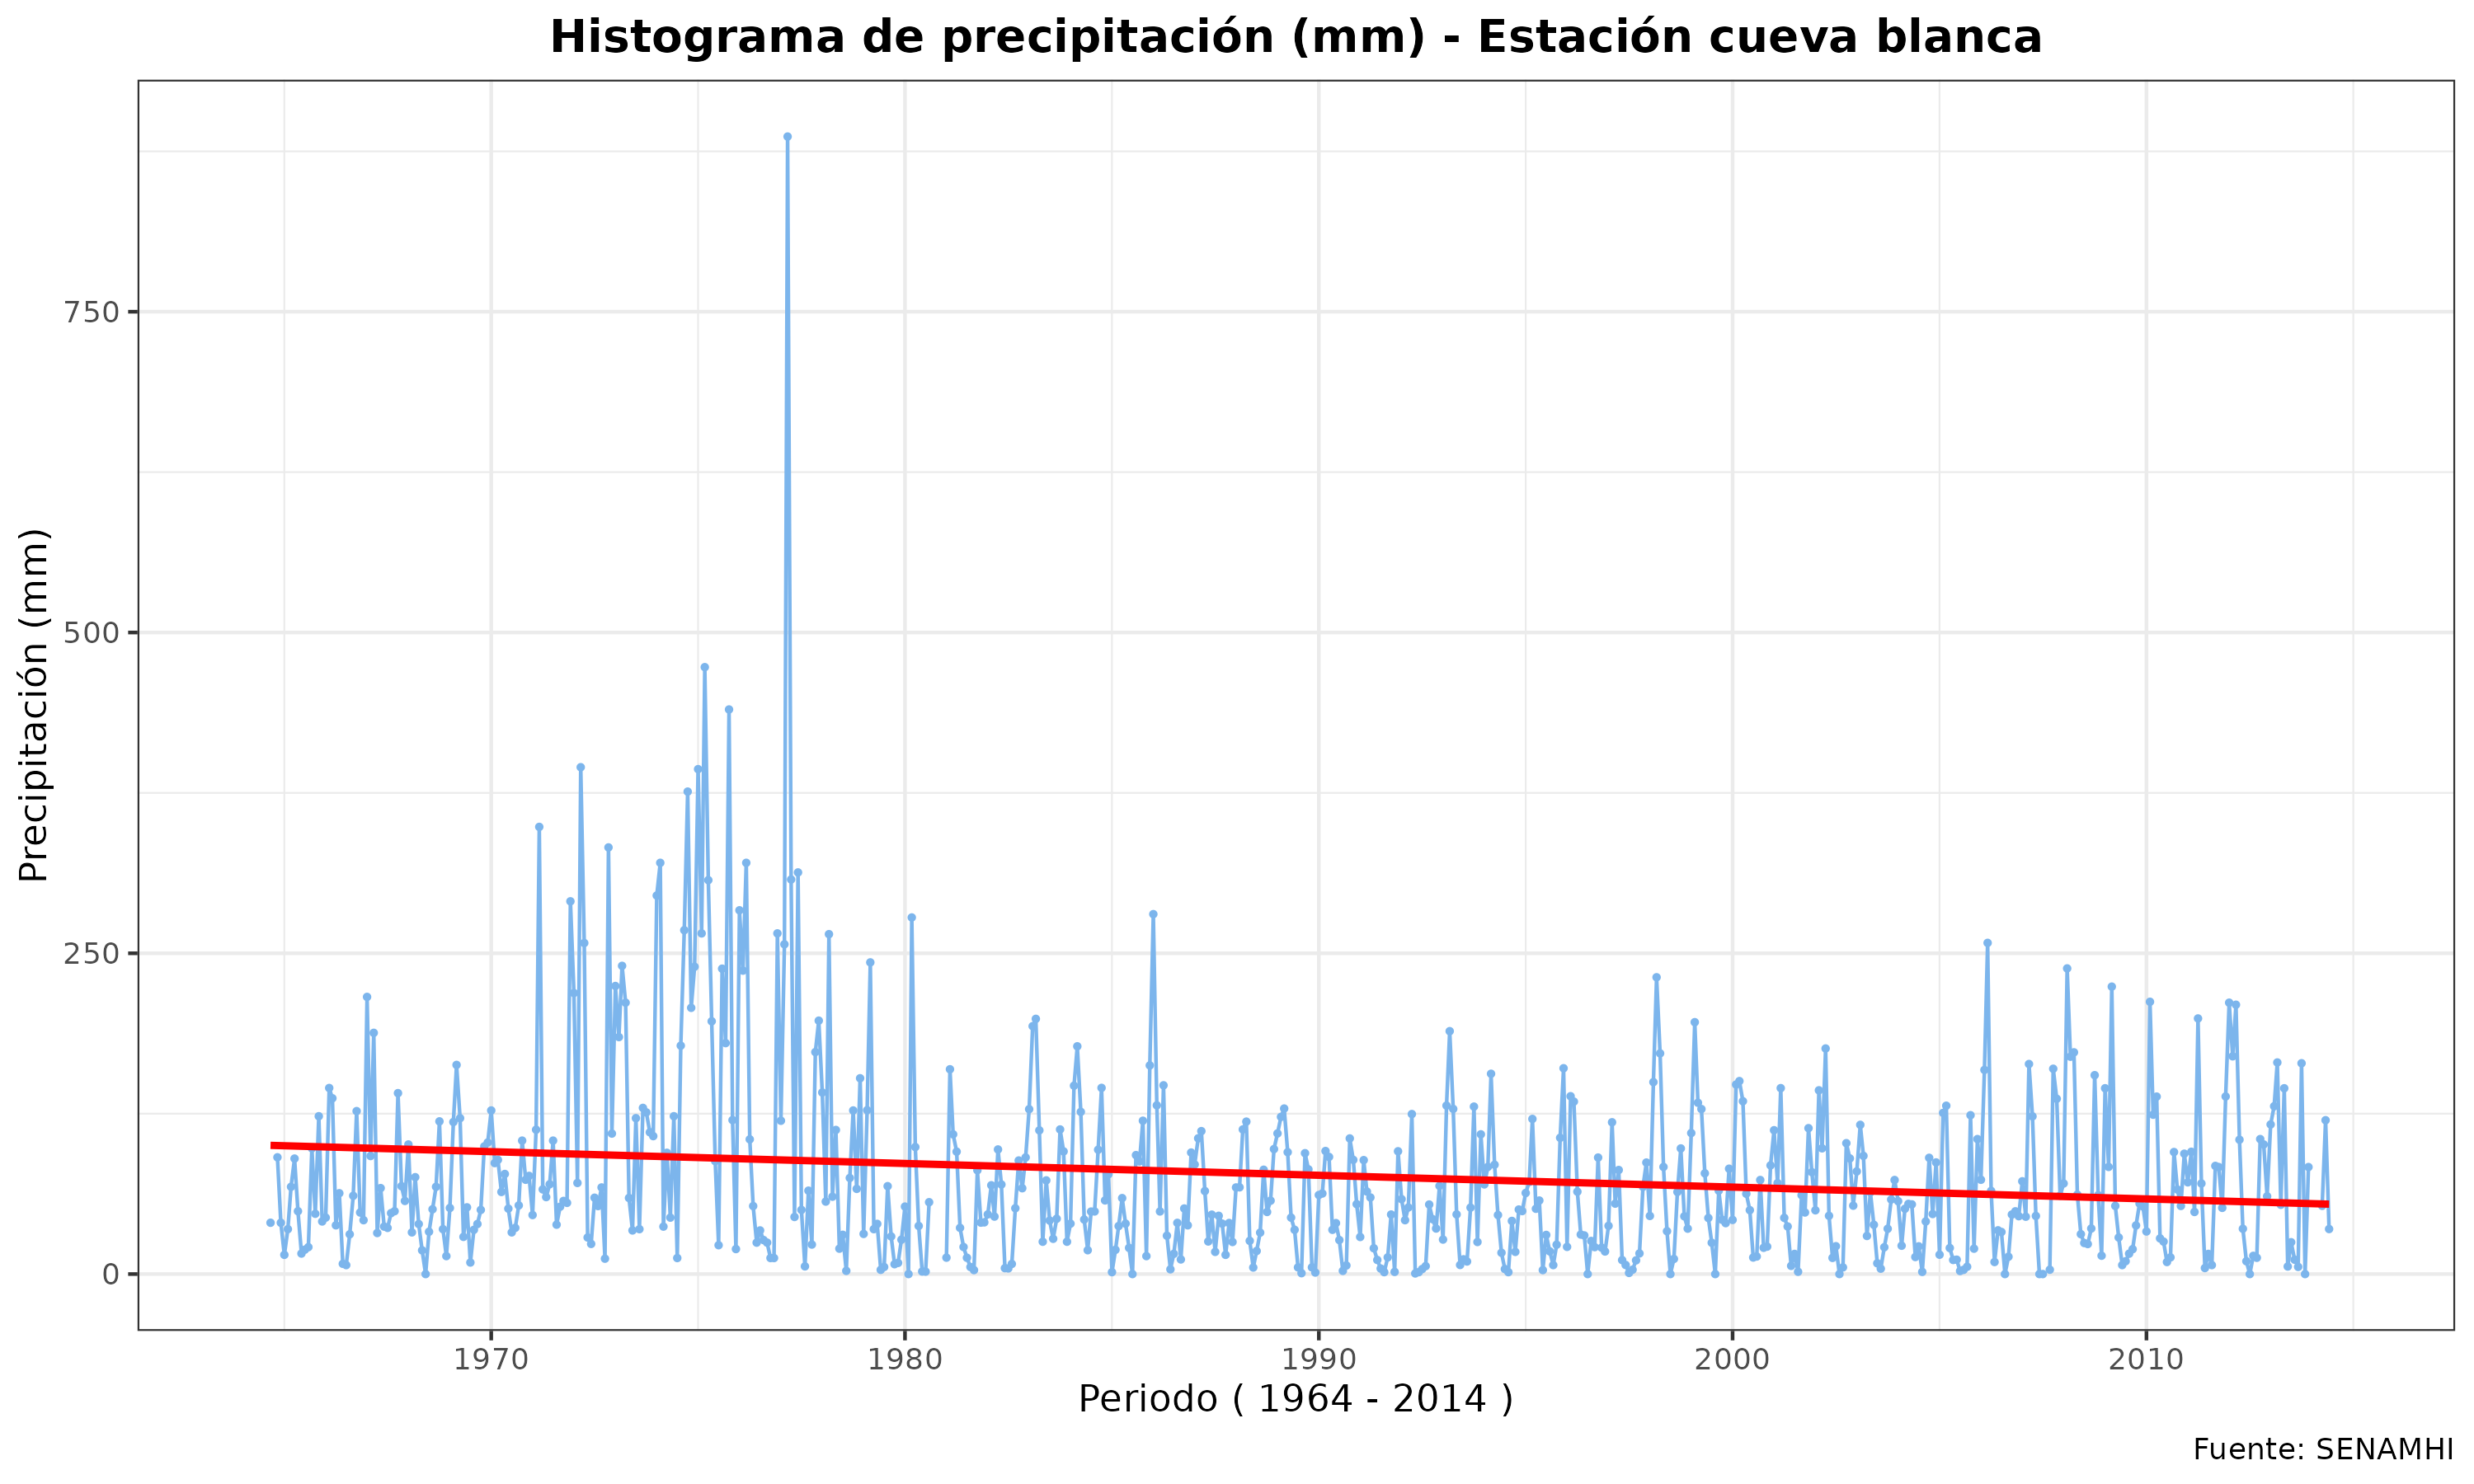 Histograma de precipitación (mm) - Estación cueva blanca
Precipitación (mm)
750
500
250
0
1970
1980
1990
2000
2010
Periodo ( 1964 - 2014 )
Fuente: SENAMHI